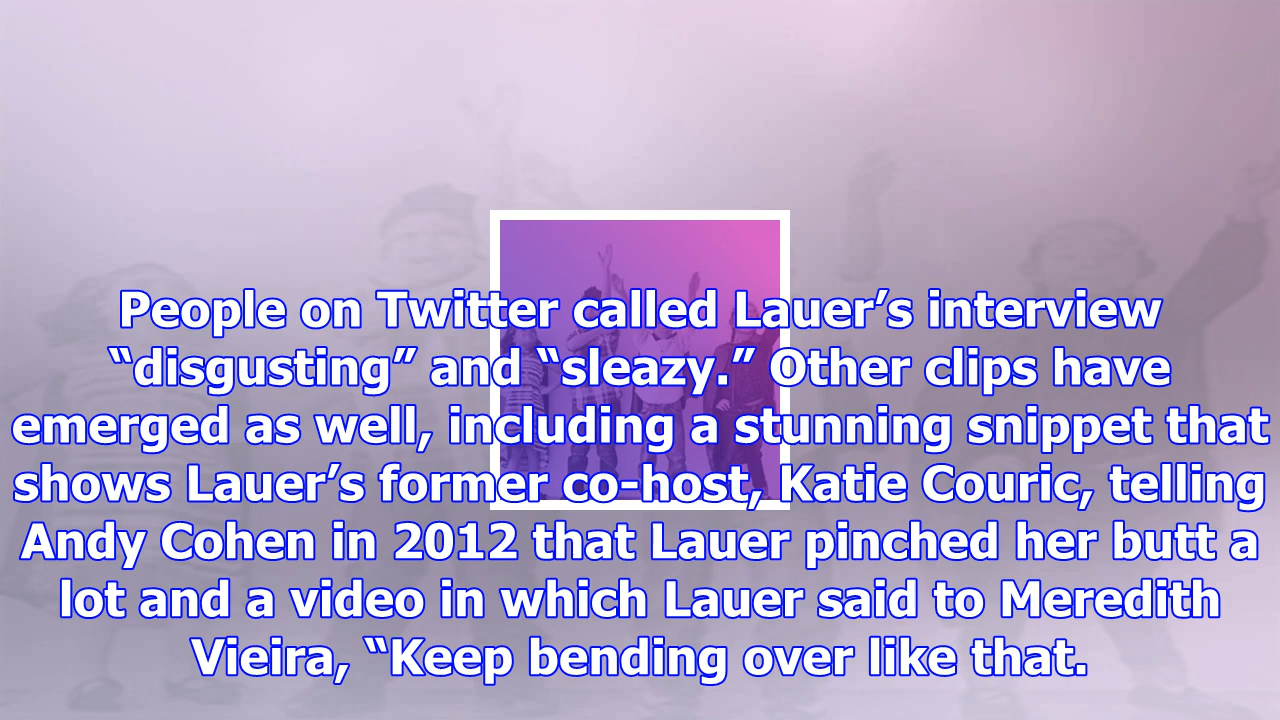 People on Twitter called Lauer’s interview
“disgusting” and “sleazy.” Other clips have
emerged as well, including a stunning snippet that
shows Lauer’s former co-host, Katie Couric, telling
Andy Cohen in 2012 that Lauer pinched her butt a
lot and a video in which Lauer said to Meredith
Vieira, “Keep bending over like that.